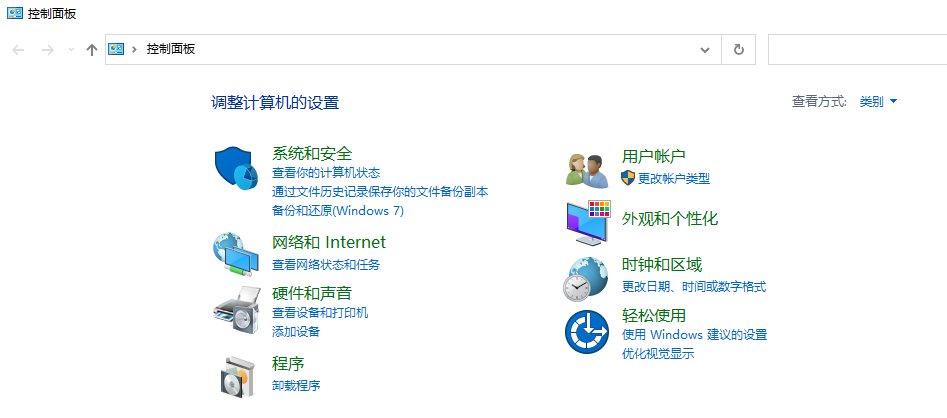 控制面板
控制面板
调整计算机的设置
查看方式: 类别
系统和安全
查看你的计算机状态
通过文件历史记录保存你的文件备份副本
备份和还原(Windows 7)
网络和 Internet
查看网络状态和任务
硬件和声音
查看设备和打印机
添加设备
程序
卸载程序
用户帐户
更改帐户类型
外观和个性化
时钟和区域
更改日期、时间或数字格式
轻松使用
使用 Windows 建议的设置
优化视觉显示